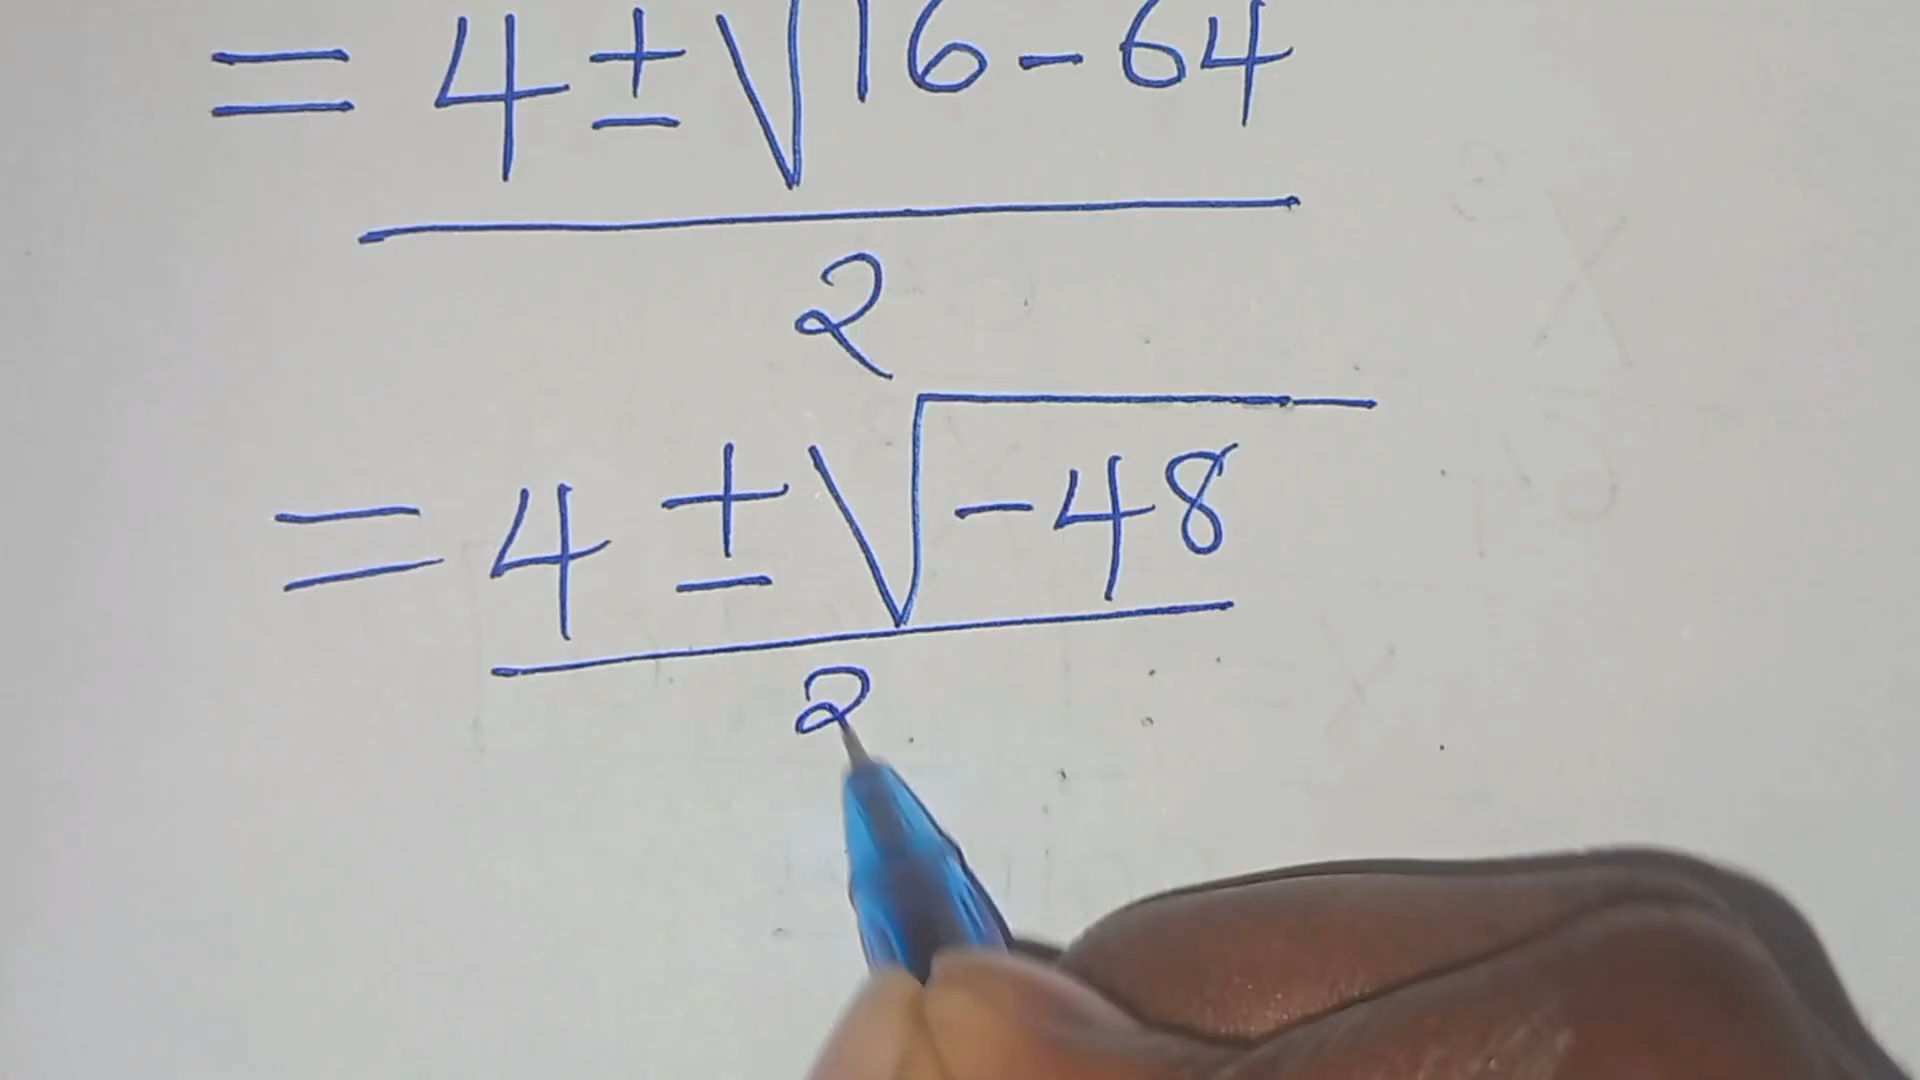 = 4 ± √16 - 64
2
= 4 ± √-48
2